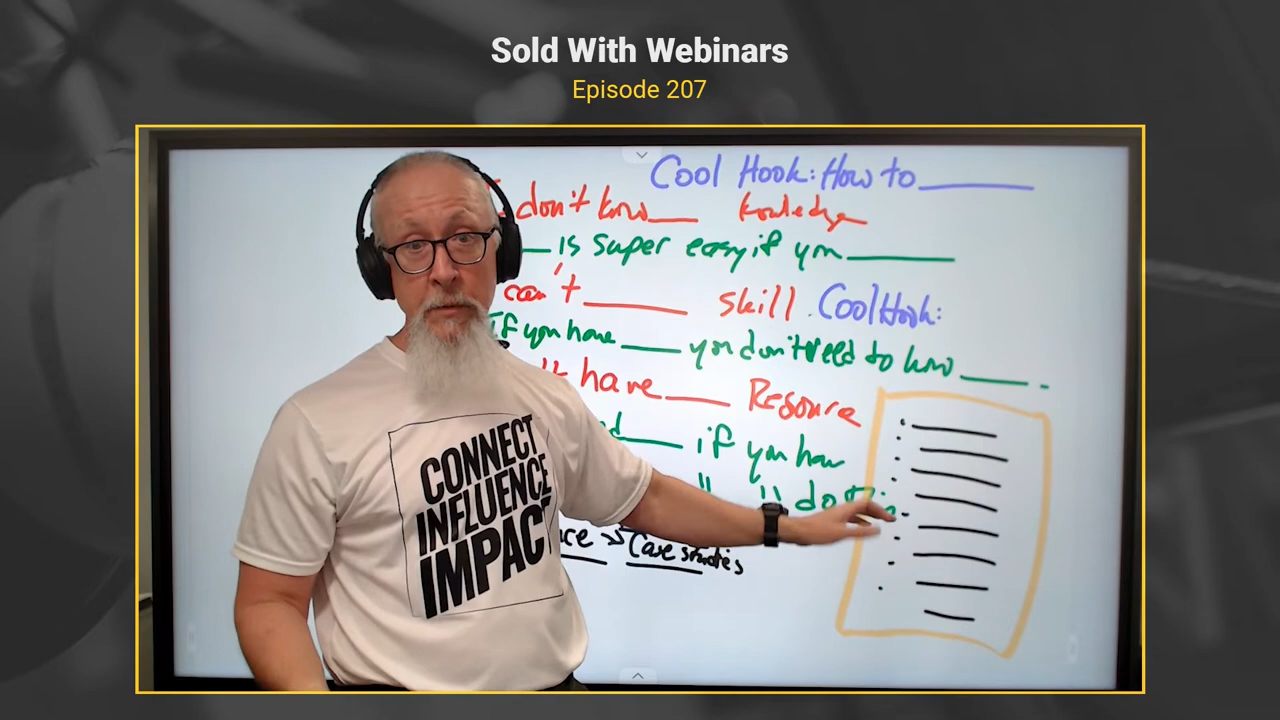 Sold With Webinars
Episode 207
Cool Hook: How to
don't know knowledge
is super easy if you
can't skill Cool Hook:
If you have you don't need to know
have Resource
if you have
" " do
Case studies
CONNECT
INFLUENCE
IMPACT